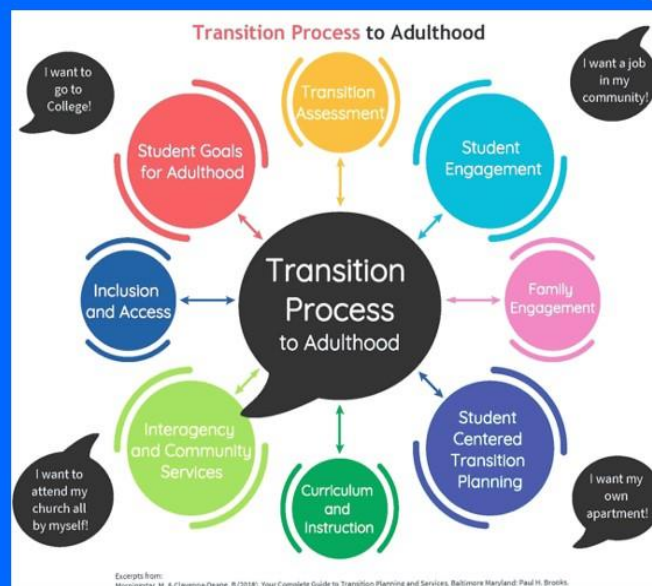 Transition Process to Adulthood
I want to
go to
College!
I want a job
in my
community!
Transition
Assessment
Student Goals
for Adulthood
Student
Engagement
Inclusion
and Access
Transition
Process
to Adulthood
Family
Engagement
Interagency
and Community
Services
Student
Centered
Transition
Planning
Curriculum
and
Instruction
I want to
attend my
church all
by myself!
I want my
own
apartment!
Excerpts from:
M. & Clavenna-Deane, B (2018). Your Complete Guide to Transition Planning and Services. Baltimore Maryland: Paul H. Brooks.